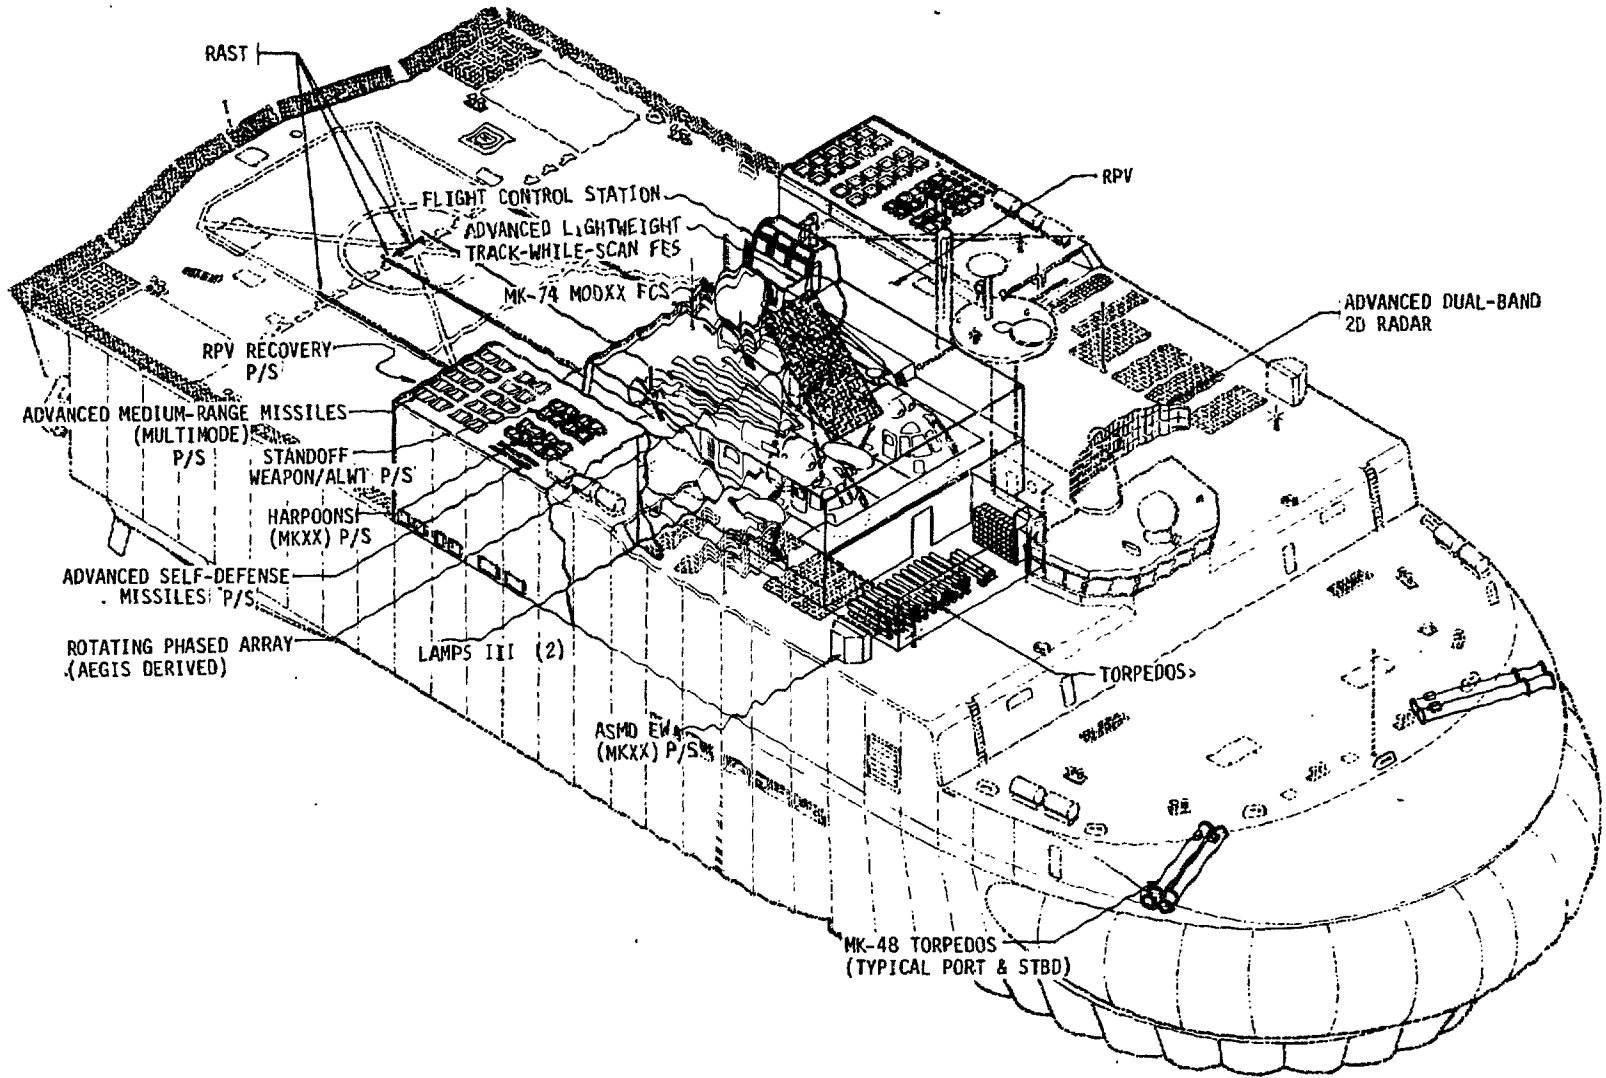 RAST
RPV
FLIGHT CONTROL STATION
ADVANCED LIGHTWEIGHT
TRACK-WHILE-SCAN FES
MK-74 MODXX FCS
ADVANCED DUAL-BAND
2D RADAR
RPV RECOVERY
P/S
ADVANCED MEDIUM-RANGE MISSILES
(MULTIMODE)
P/S
STANDOFF
WEAPON/ALWT P/S
HARPOONS
(MKXX) P/S
ADVANCED SELF-DEFENSE
MISSILES P/S
ROTATING PHASED ARRAY
(AEGIS DERIVED)
LAMPS III (2)
TORPEDOS
ASMD EW
(MKXX) P/S
MK-48 TORPEDOS
(TYPICAL PORT & STBD)